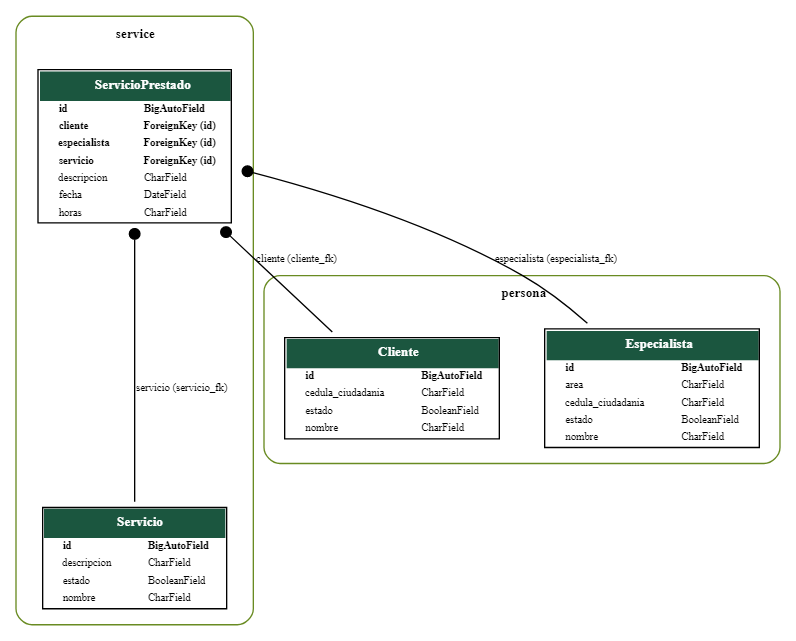 service
ServicioPrestado
id BigAutoField
cliente ForeignKey (id)
especialista ForeignKey (id)
servicio ForeignKey (id)
descripcion CharField
fecha DateField
horas CharField
cliente (cliente_fk)
especialista (especialista_fk)
persona
Cliente
id BigAutoField
cedula_ciudadania CharField
estado BooleanField
nombre CharField
Especialista
id BigAutoField
area CharField
cedula_ciudadania CharField
estado BooleanField
nombre CharField
servicio (servicio_fk)
Servicio
id BigAutoField
descripcion CharField
estado BooleanField
nombre CharField